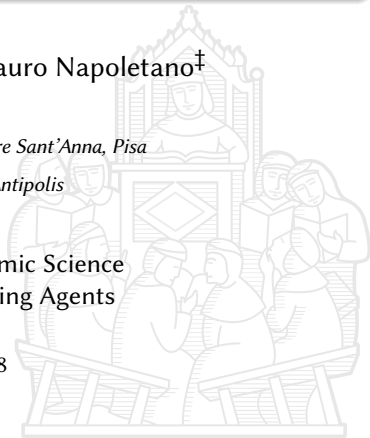 auro Napoletano‡
re Sant'Anna, Pisa
ntipolis
mic Science
ing Agents
8